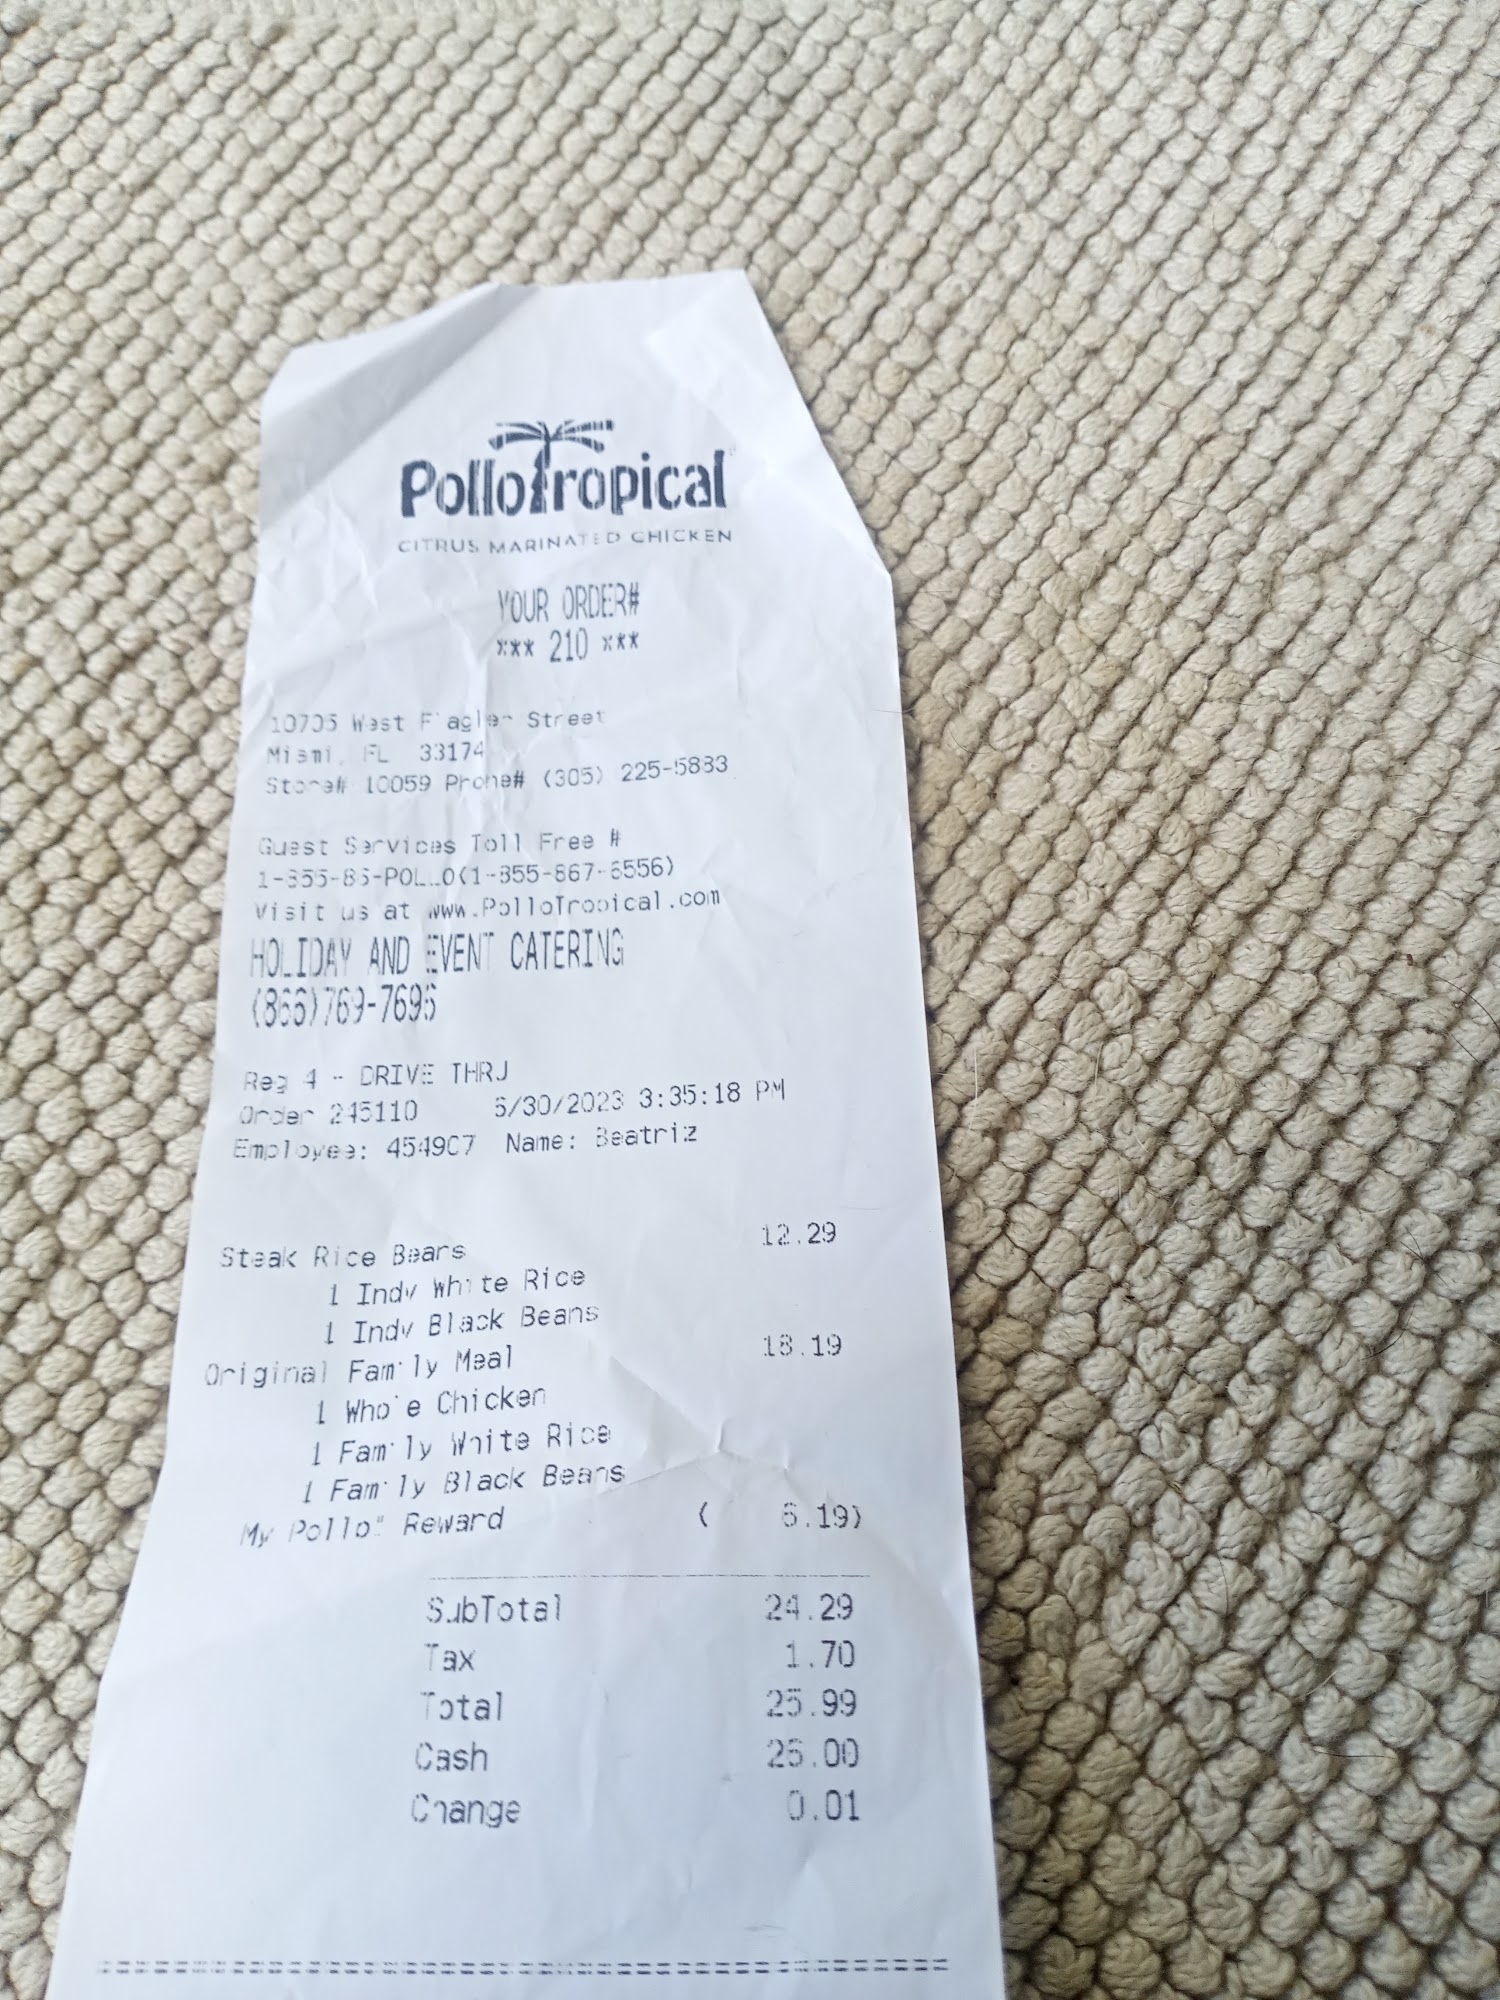 Pollo Tropical
CITRUS MARINATED CHICKEN
YOUR ORDER#
*** 210 ***
10705 West Flagler Street
Miami, FL 33174
Store# 10059 Phone# (305) 225-5883
Guest Services Toll Free #
1-855-86-POLLO(1-855-867-6556)
Visit us at www.PolloTropical.com
HOLIDAY AND EVENT CATERING
(866)769-7696
Reg 4 - DRIVE THRU
Order 245110 6/30/2023 3:35:18 PM
Employee: 454907 Name: Beatriz
Steak Rice Beans 12.29
1 Indv White Rice
1 Indv Black Beans
Original Family Meal 18.19
1 Whole Chicken
1 Family White Rice
1 Family Black Beans
My Pollo" Reward ( 6.19)
SubTotal 24.29
Tax 1.70
Total 25.99
Cash 26.00
Change 0.01